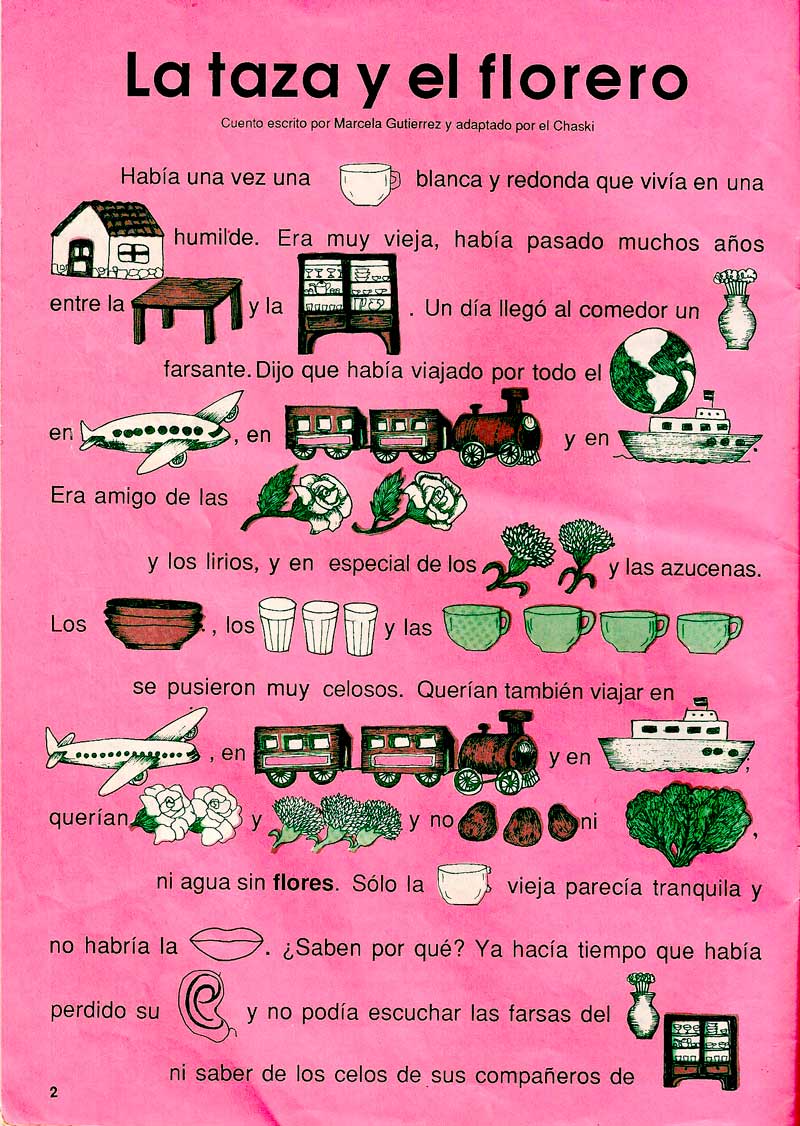 La taza y el florero
Cuento escrito por Marcela Gutierrez y adaptado por el Chaski
Había una vez una blanca y redonda que vivía en una
humilde. Era muy vieja, había pasado muchos años
entre la y la . Un día llegó al comedor un
farsante. Dijo que había viajado por todo el
en , en y en
Era amigo de las
y los lirios, y en especial de los y las azucenas.
Los , los y las
se pusieron muy celosos. Querían también viajar en
, en y en ;
querían y y no ni ,
ni agua sin flores. Sólo la vieja parecía tranquila y
no habría la . ¿Saben por qué? Ya hacía tiempo que había
perdido su y no podía escuchar las farsas del
ni saber de los celos de sus compañeros de
2